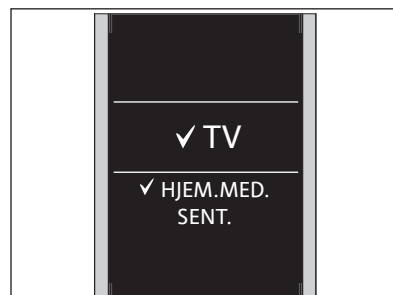 ✓ TV
✓ HJEM.MED.
SENT.